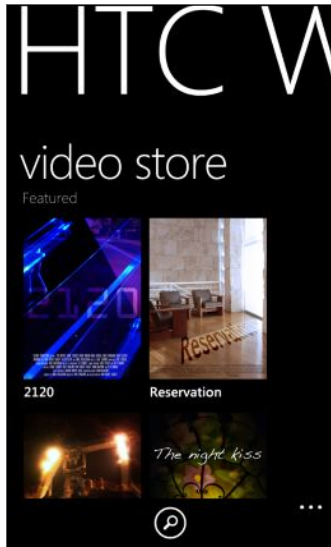 HTC W
video store
Featured
2120
Reservation
2120
Reservation
The night kiss
...